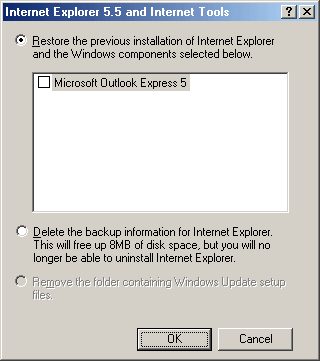 Internet Explorer 5.5 and Internet Tools
Restore the previous installation of Internet Explorer
and the Windows components selected below.
Microsoft Outlook Express 5
Delete the backup information for Internet Explorer.
This will free up 8MB of disk space, but you will no
longer be able to uninstall Internet Explorer.
Remove the folder containing Windows Update setup
files.
OK
Cancel